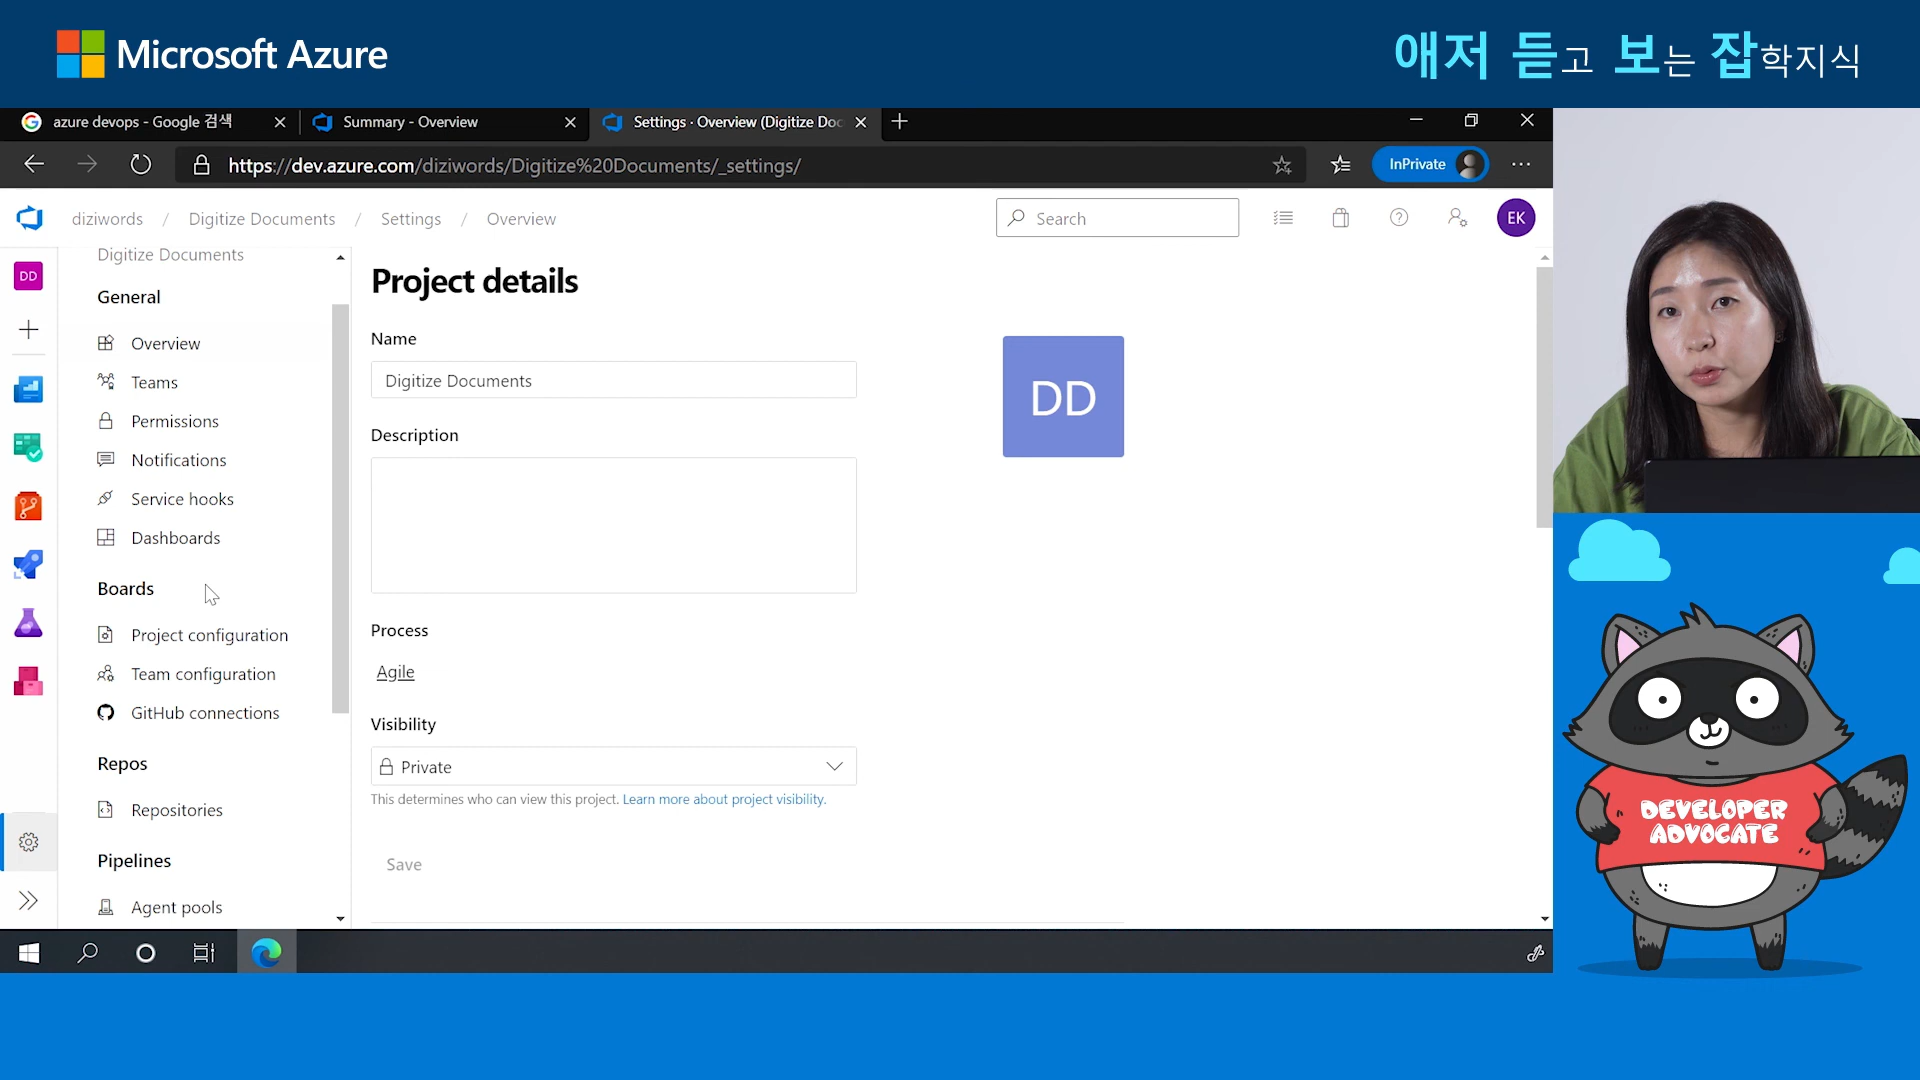 Microsoft Azure
애저 듣고 보는 잡학지식
azure devops - Google 검색
Summary - Overview
Settings · Overview (Digitize Doc
https://dev.azure.com/diziwords/Digitize%20Documents/_settings/
InPrivate
diziwords / Digitize Documents / Settings / Overview
Search
EK
DD
Digitize Documents
General
Overview
Teams
Permissions
Notifications
Service hooks
Dashboards
Boards
Project configuration
Team configuration
GitHub connections
Repos
Repositories
Pipelines
Agent pools
Project details
Name
Digitize Documents
Description
Process
Agile
Visibility
Private
This determines who can view this project. Learn more about project visibility.
Save
DD
DEVELOPER
ADVOCATE